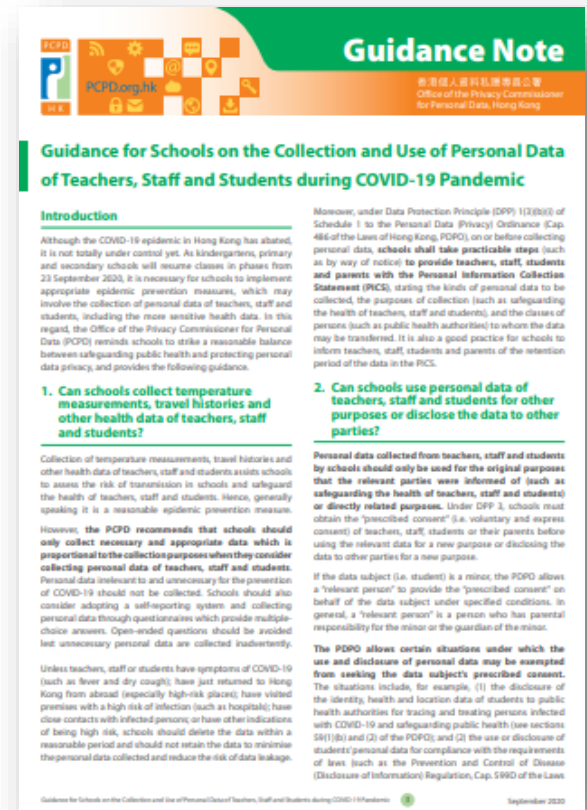 PCPD
HK
PCPD.org.hk
Guidance Note
香港個人資料私隱專員公署
Office of the Privacy Commissioner
for Personal Data, Hong Kong
Guidance for Schools on the Collection and Use of Personal Data
of Teachers, Staff and Students during COVID-19 Pandemic
Introduction
Although the COVID-19 epidemic in Hong Kong has abated,
it is not totally under control yet. As kindergartens, primary
and secondary schools will resume classes in phases from
23 September 2020, it is necessary for schools to implement
appropriate epidemic prevention measures, which may
involve the collection of personal data of teachers, staff and
students, including the more sensitive health data. In this
regard, the Office of the Privacy Commissioner for Personal
Data (PCPD) reminds schools to strike a reasonable balance
between safeguarding public health and protecting personal
data privacy, and provides the following guidance.
1. Can schools collect temperature
measurements, travel histories and
other health data of teachers, staff
and students?
Collection of temperature measurements, travel histories and
other health data of teachers, staff and students assists schools
to assess the risk of transmission in schools and safeguard
the health of teachers, staff and students. Hence, generally
speaking it is a reasonable epidemic prevention measure.
However, the PCPD recommends that schools should
only collect necessary and appropriate data which is
proportional to the collection purposes when they consider
collecting personal data of teachers, staff and students.
Personal data irrelevant to and unnecessary for the prevention
of COVID-19 should not be collected. Schools should also
consider adopting a self-reporting system and collecting
personal data through questionnaires which provide multiple-
choice answers. Open-ended questions should be avoided
lest unnecessary personal data are collected inadvertently.
Unless teachers, staff or students have symptoms of COVID-19
(such as fever and dry cough); have just returned to Hong
Kong from abroad (especially high-risk places); have visited
premises with a high risk of infection (such as hospitals); have
close contacts with infected persons; or have other indications
of being high risk, schools should delete the data within a
reasonable period and should not retain the data to minimise
the personal data collected and reduce the risk of data leakage.
Moreover, under Data Protection Principle (DPP) 1(3)(b)(i) of
Schedule 1 to the Personal Data (Privacy) Ordinance (Cap.
486 of the Laws of Hong Kong, PDPO), on or before collecting
personal data, schools shall take practicable steps (such
as by way of notice) to provide teachers, staff, students
and parents with the Personal Information Collection
Statement (PICS), stating the kinds of personal data to be
collected, the purposes of collection (such as safeguarding
the health of teachers, staff and students), and the classes of
persons (such as public health authorities) to whom the data
may be transferred. It is also a good practice for schools to
inform teachers, staff, students and parents of the retention
period of the data in the PICS.
2. Can schools use personal data of
teachers, staff and students for other
purposes or disclose the data to other
parties?
Personal data collected from teachers, staff and students
by schools should only be used for the original purposes
that the relevant parties were informed of (such as
safeguarding the health of teachers, staff and students)
or directly related purposes. Under DPP 3, schools must
obtain the "prescribed consent" (i.e. voluntary and express
consent) of teachers, staff, students or their parents before
using the relevant data for a new purpose or disclosing the
data to other parties for a new purpose.
If the data subject (i.e. student) is a minor, the PDPO allows
a "relevant person" to provide the "prescribed consent" on
behalf of the data subject under specified conditions. In
general, a "relevant person" is a person who has parental
responsibility for the minor or the guardian of the minor.
The PDPO allows certain situations under which the
use and disclosure of personal data may be exempted
from seeking the data subject's prescribed consent.
The situations include, for example, (1) the disclosure of
the identity, health and location data of students to public
health authorities for tracing and treating persons infected
with COVID-19 and safeguarding public health (see sections
59(1)(b) and (2) of the PDPO); and (2) the use or disclosure of
students' personal data for compliance with the requirements
of laws (such as the Prevention and Control of Disease
(Disclosure of Information) Regulation, Cap. 599D of the Laws
Guidance for Schools on the Collection and Use of Personal Data of Teachers, Staff and Students during COVID-19 Pandemic
September 2020